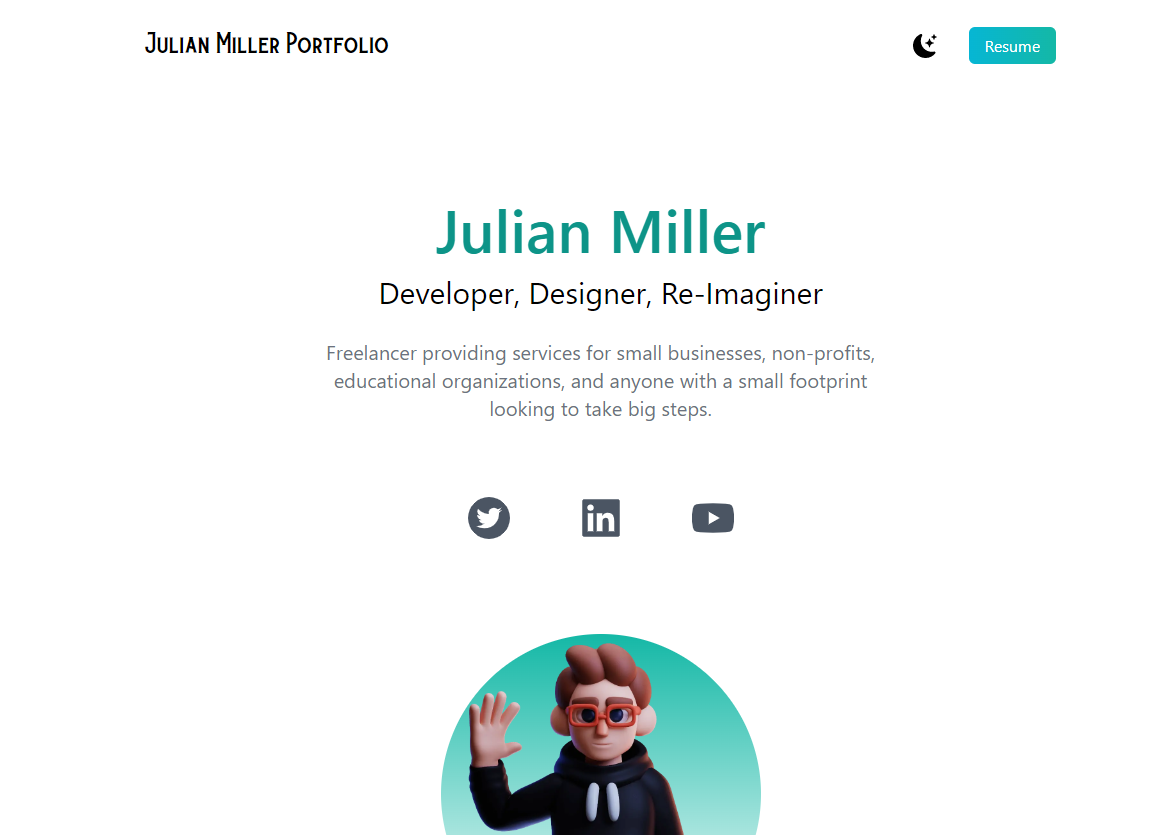 Julian Miller Portfolio
Resume
Julian Miller
Developer, Designer, Re-Imaginer
Freelancer providing services for small businesses, non-profits,
educational organizations, and anyone with a small footprint
looking to take big steps.
in